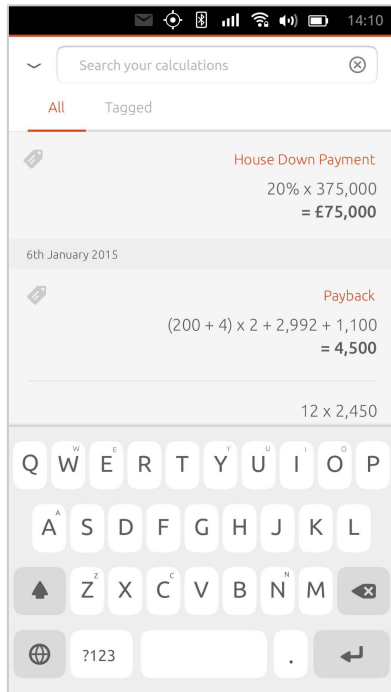 14:10
Search your calculations
All Tagged
House Down Payment
20% x 375,000
= £75,000
6th January 2015
Payback
(200 + 4) x 2 + 2,992 + 1,100
= 4,500
12 x 2,450
W E Y U I O
Q W E R T Y U I O P
A
A S D F G H J K L
Z C N
Z X C V B N M
?123 .